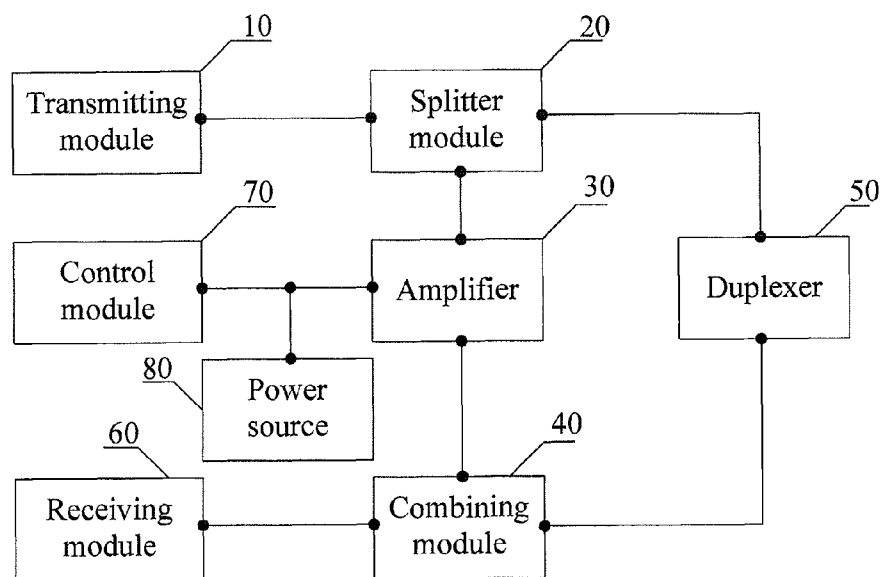 10
20
Transmitting
module
Splitter
module
70
30
50
Control
module
Amplifier
Duplexer
80
Power
source
60
40
Receiving
module
Combining
module